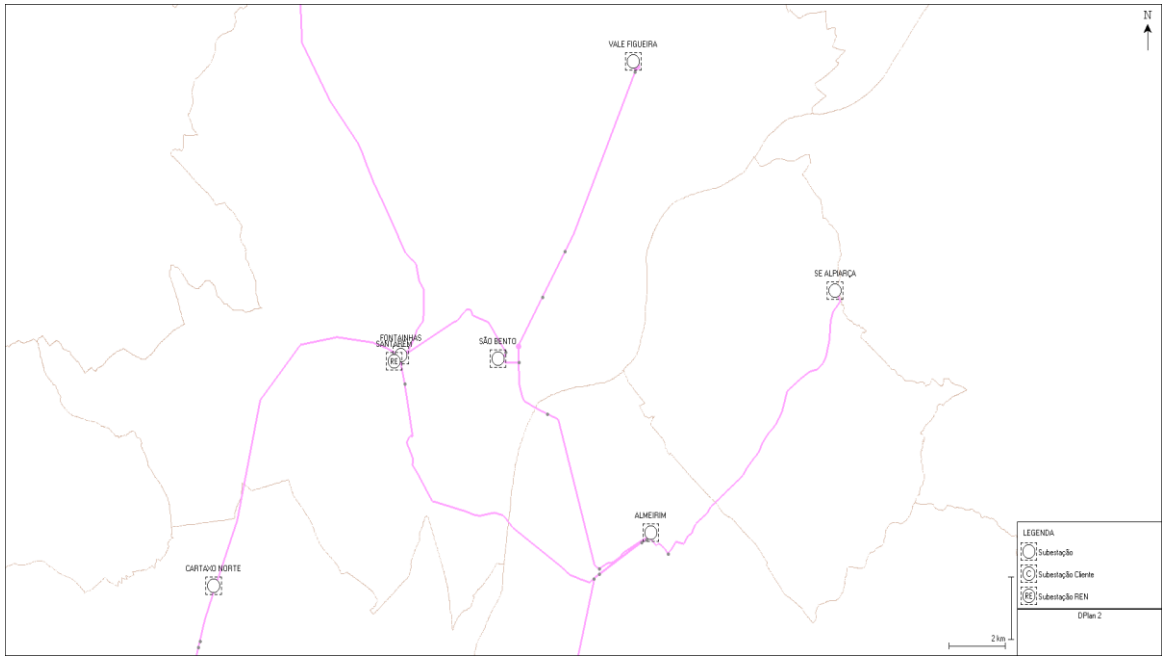 N
VALE FIGUEIRA
SE ALPIARÇA
FONTAINHAS
SANTARÉM
SÃO BENTO
C
RE
ALMEIRIM
CARTAXO NORTE
LEGENDA
Subestação
C Subestação Cliente
RE Subestação REN
DPlan 2
2 km